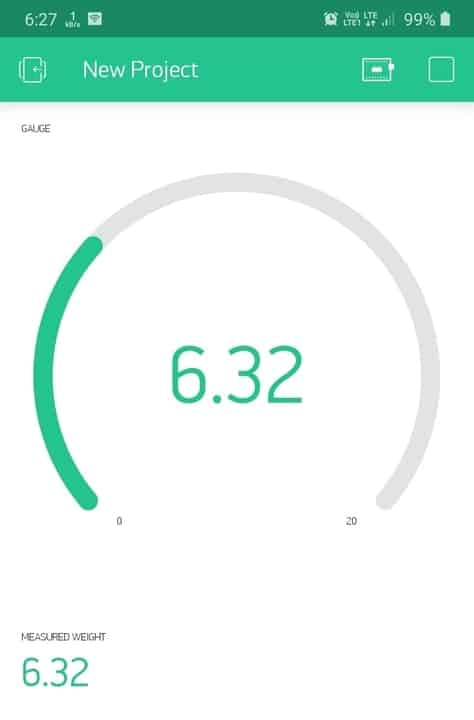 6:27 1 kB/s Vo) LTE LTE1 99%
New Project
GAUGE
6.32
0 20
MEASURED WEIGHT
6.32